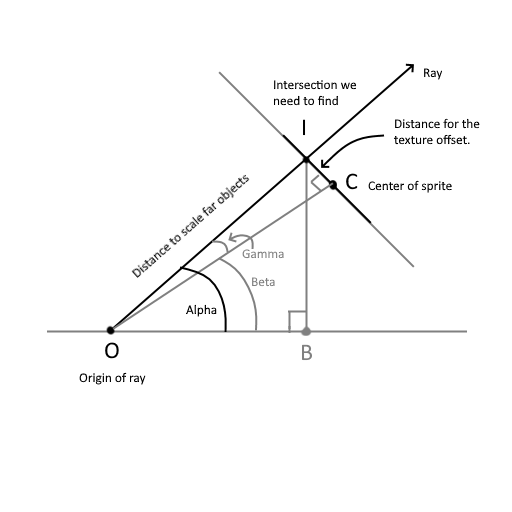 Ray
Intersection we
need to find
I
Distance for the
texture offset.
C
Center of sprite
Distance to scale far objects
Gamma
Beta
Alpha
O
B
Origin of ray